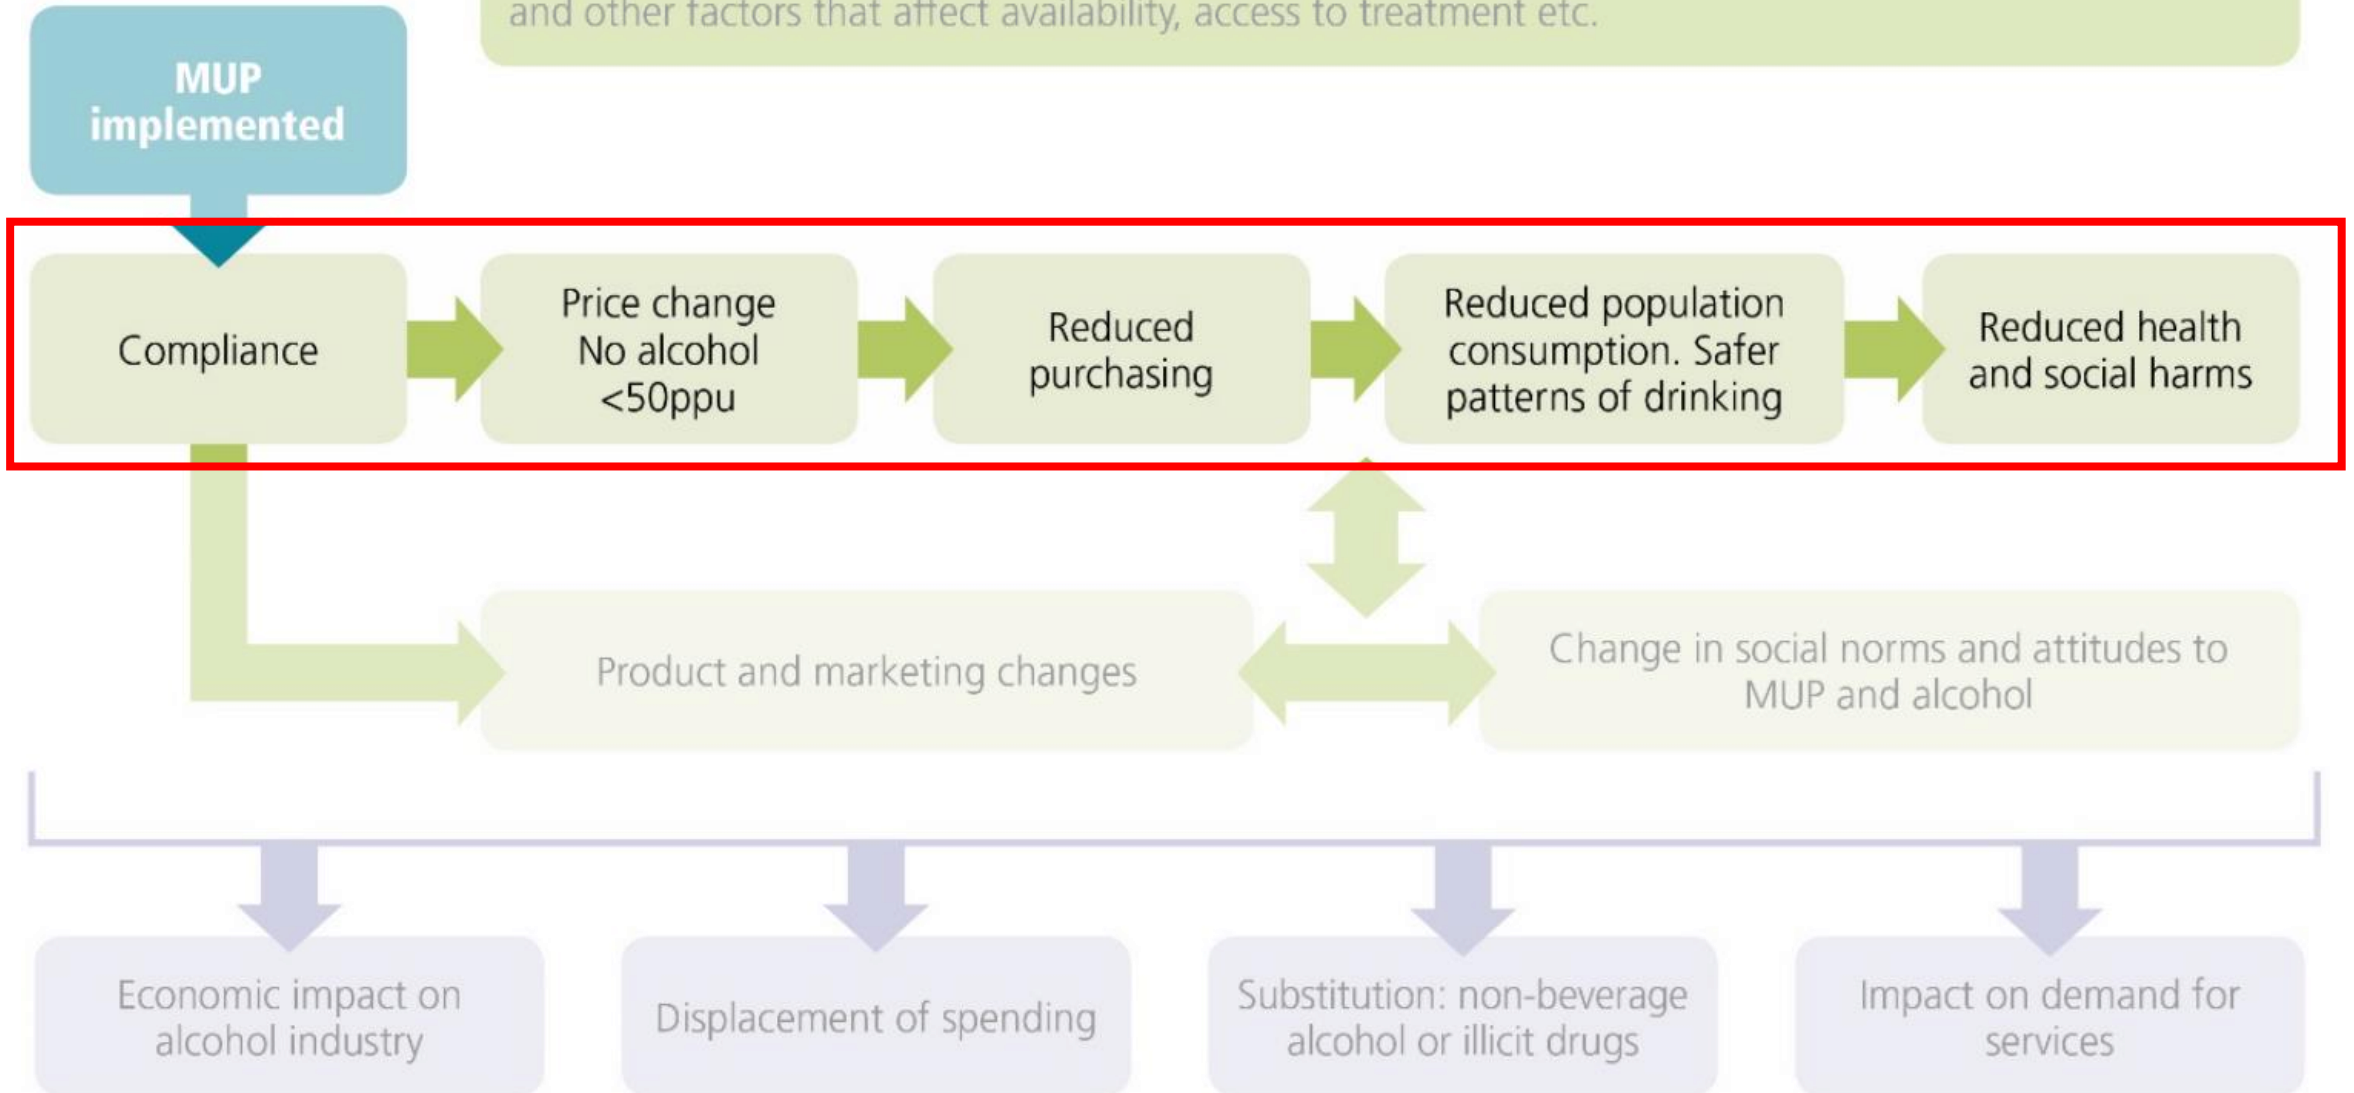 and other factors that affect availability, access to treatment etc.
MUP
implemented
Compliance
Price change
No alcohol
<50ppu
Reduced
purchasing
Reduced population
consumption. Safer
patterns of drinking
Reduced health
and social harms
Product and marketing changes
Change in social norms and attitudes to
MUP and alcohol
Economic impact on
alcohol industry
Displacement of spending
Substitution: non-beverage
alcohol or illicit drugs
Impact on demand for
services